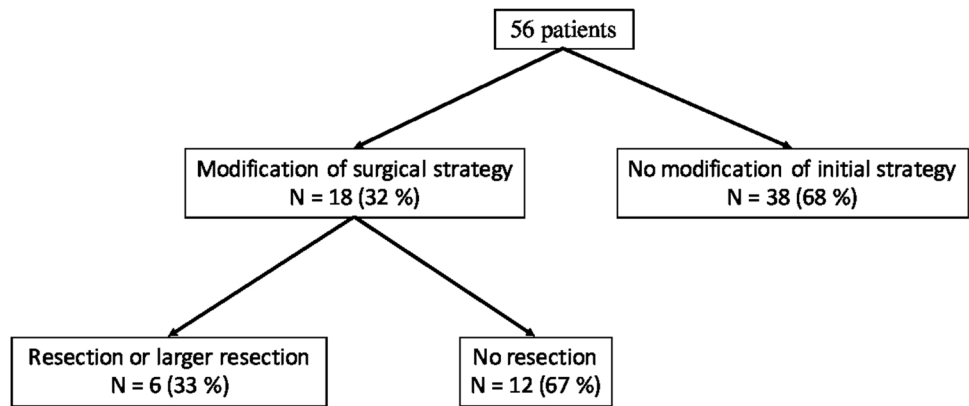 56 patients
Modification of surgical strategy
N = 18 (32 %)
No modification of initial strategy
N = 38 (68 %)
Resection or larger resection
N = 6 (33 %)
No resection
N = 12 (67 %)